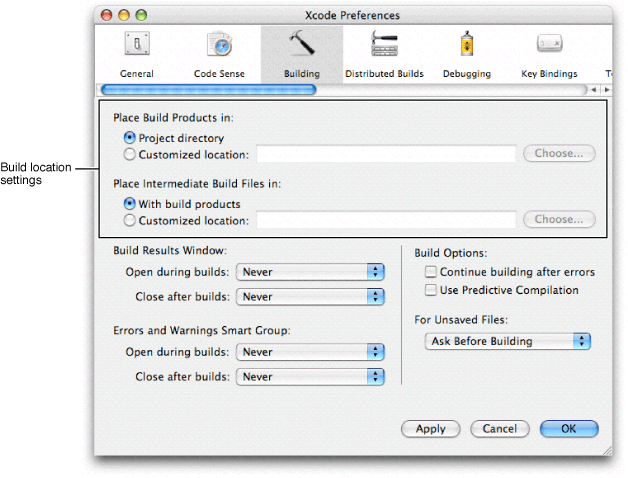 Xcode Preferences
General
Code Sense
Building
Distributed Builds
Debugging
Key Bindings
Build location
settings
Place Build Products in:
Project directory
Customized location:
Choose...
Place Intermediate Build Files in:
With build products
Customized location:
Choose...
Build Results Window:
Open during builds: Never
Close after builds: Never
Errors and Warnings Smart Group:
Open during builds: Never
Close after builds: Never
Build Options:
Continue building after errors
Use Predictive Compilation
For Unsaved Files:
Ask Before Building
Apply
Cancel
OK